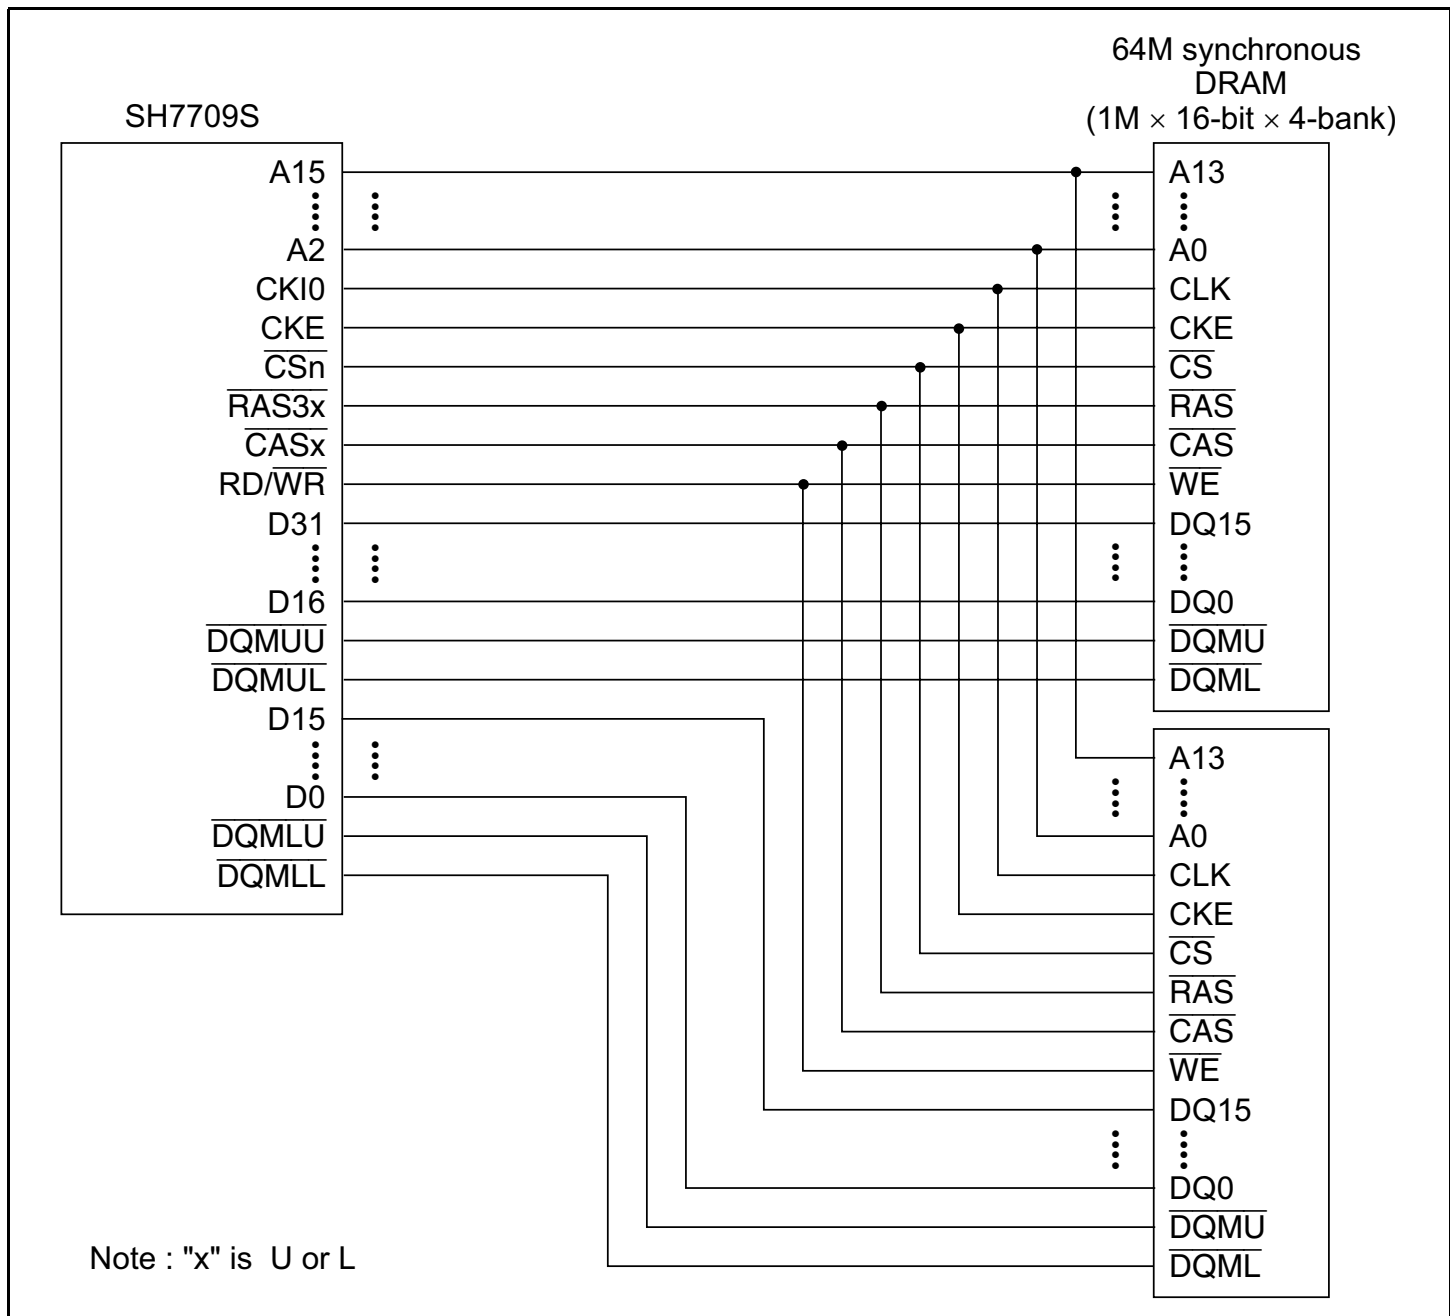 64M synchronous
DRAM
(1M × 16-bit × 4-bank)
SH7709S
A15
A2
CKI0
CKE
CSn
RAS3x
CASx
RD/WR
D31
D16
DQMUU
DQMUL
D15
D0
DQMLU
DQMLL
A13
A0
CLK
CKE
CS
RAS
CAS
WE
DQ15
DQ0
DQMU
DQML
A13
A0
CLK
CKE
CS
RAS
CAS
WE
DQ15
DQ0
DQMU
DQML
Note : "x" is U or L